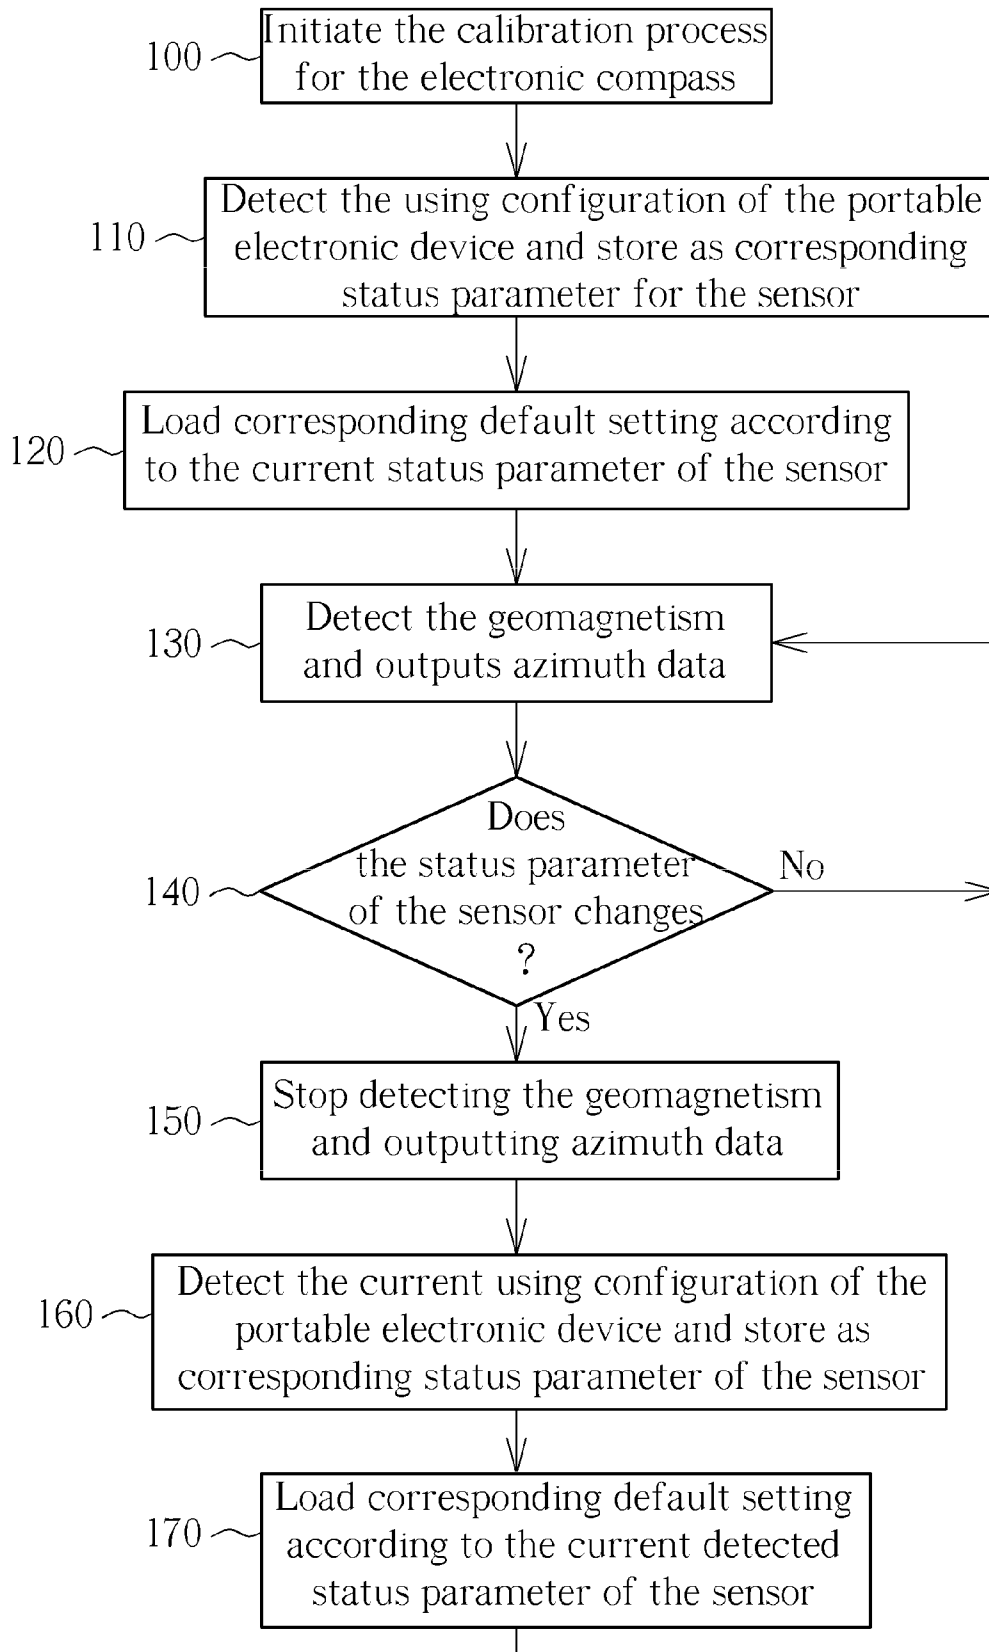 100
Initiate the calibration process
for the electronic compass
110
Detect the using configuration of the portable
electronic device and store as corresponding
status parameter for the sensor
120
Load corresponding default setting according
to the current status parameter of the sensor
130
Detect the geomagnetism
and outputs azimuth data
140
Does
the status parameter
of the sensor changes
?
No
Yes
150
Stop detecting the geomagnetism
and outputting azimuth data
160
Detect the current using configuration of the
portable electronic device and store as
corresponding status parameter of the sensor
170
Load corresponding default setting
according to the current detected
status parameter of the sensor